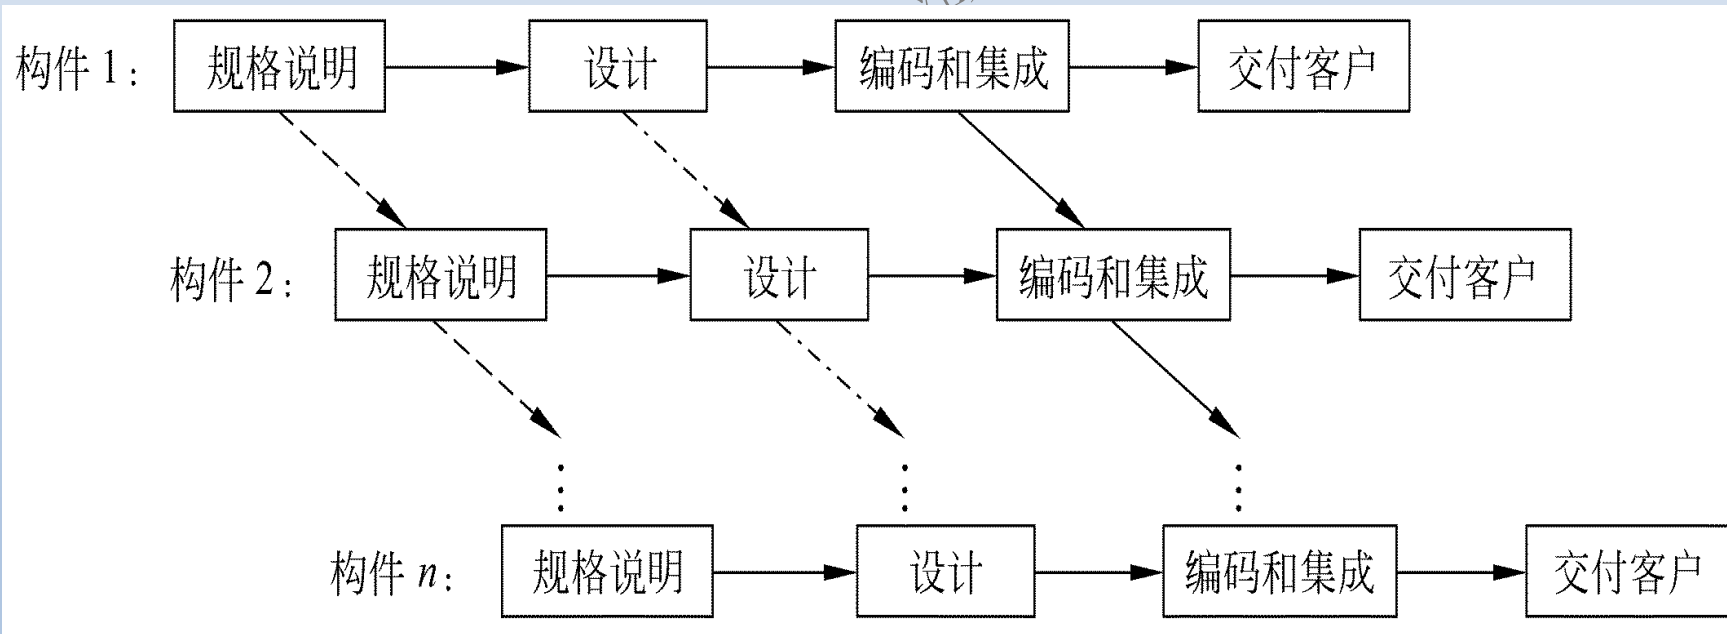 构件 1： 规格说明 设计 编码和集成 交付客户
构件 2： 规格说明 设计 编码和集成 交付客户
构件 n： 规格说明 设计 编码和集成 交付客户